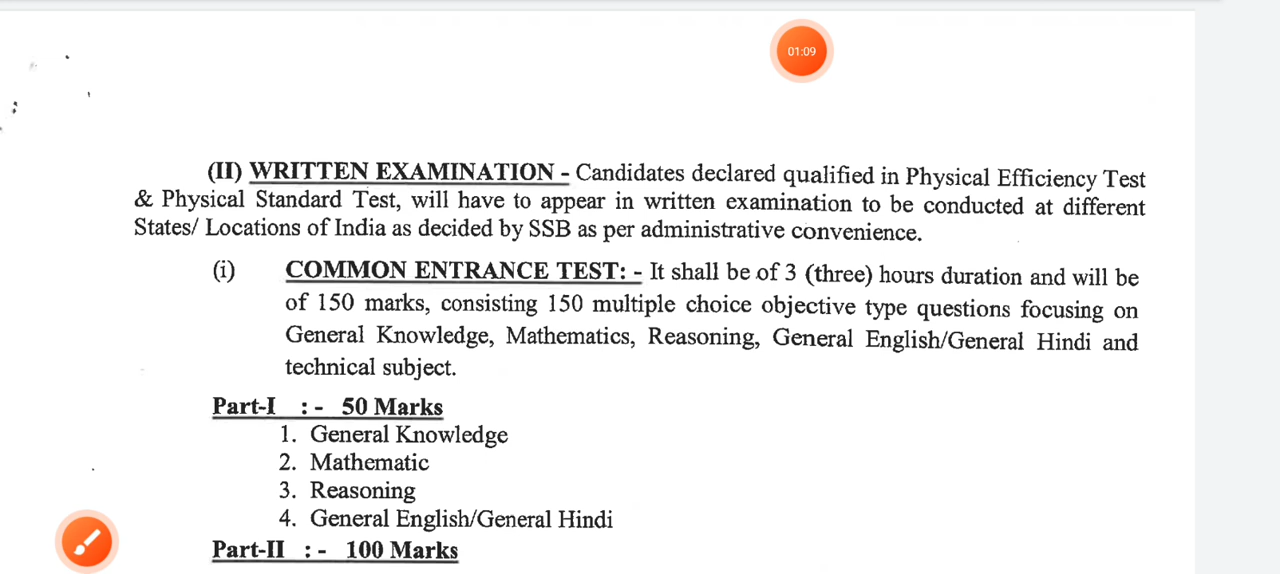 01:09
(II) WRITTEN EXAMINATION - Candidates declared qualified in Physical Efficiency Test
& Physical Standard Test, will have to appear in written examination to be conducted at different
States/ Locations of India as decided by SSB as per administrative convenience.
(i) COMMON ENTRANCE TEST: - It shall be of 3 (three) hours duration and will be
of 150 marks, consisting 150 multiple choice objective type questions focusing on
General Knowledge, Mathematics, Reasoning, General English/General Hindi and
technical subject.
Part-I : - 50 Marks
1. General Knowledge
2. Mathematic
3. Reasoning
4. General English/General Hindi
Part-II : - 100 Marks